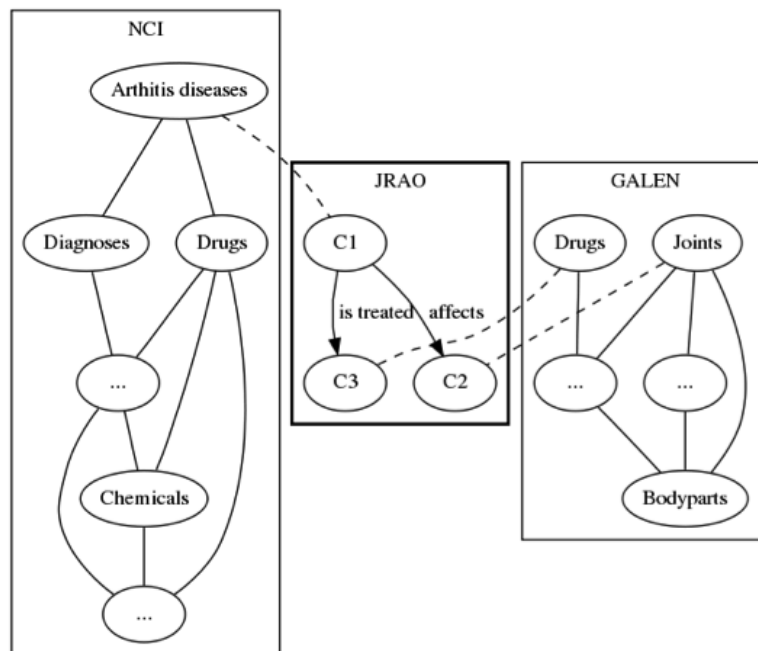 NCI
Arthitis diseases
Diagnoses
Drugs
...
Chemicals
...
JRAO
C1
is treated
affects
C3
C2
GALEN
Drugs
Joints
...
...
Bodyparts